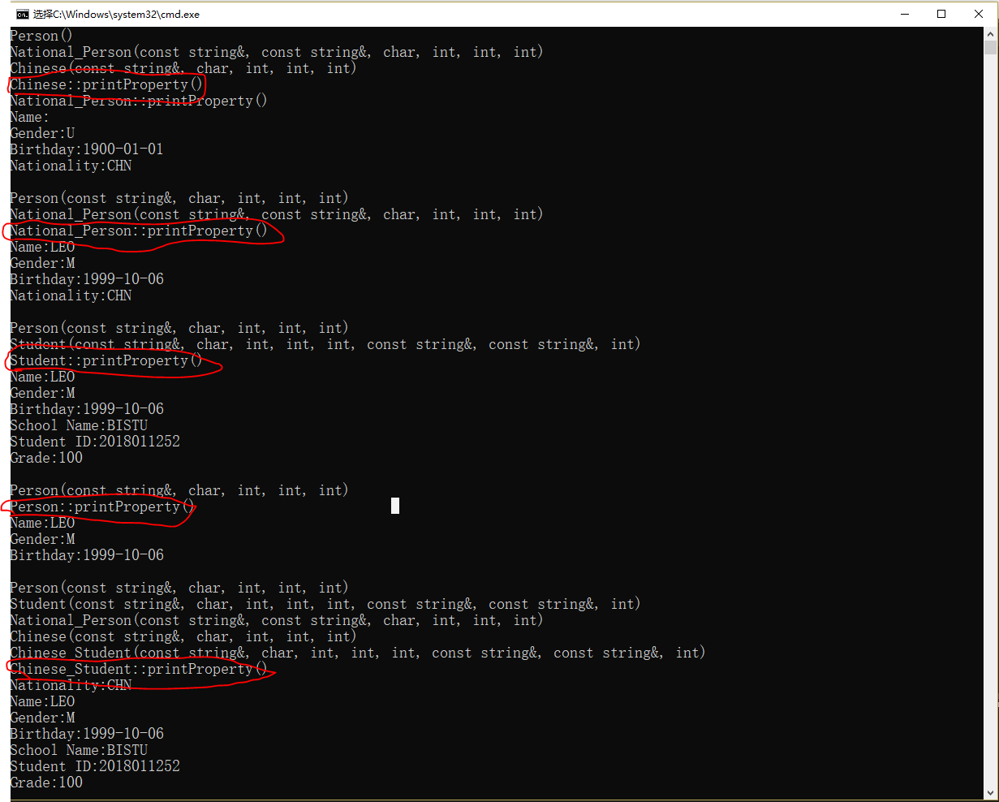 选择C:\Windows\system32\cmd.exe
Person()
National_Person(const string&, const string&, char, int, int, int)
Chinese(const string&, char, int, int, int)
Chinese::printProperty()
National_Person::printProperty()
Name:
Gender:U
Birthday:1900-01-01
Nationality:CHN
Person(const string&, char, int, int, int)
National_Person(const string&, const string&, char, int, int, int)
National_Person::printProperty()
Name:LEO
Gender:M
Birthday:1999-10-06
Nationality:CHN
Person(const string&, char, int, int, int)
Student(const string&, char, int, int, int, const string&, const string&, int)
Student::printProperty()
Name:LEO
Gender:M
Birthday:1999-10-06
School Name:BISTU
Student ID:2018011252
Grade:100
Person(const string&, char, int, int, int)
Person::printProperty()
Name:LEO
Gender:M
Birthday:1999-10-06
Person(const string&, char, int, int, int)
Student(const string&, char, int, int, int, const string&, const string&, int)
National_Person(const string&, const string&, char, int, int, int)
Chinese(const string&, char, int, int, int)
Chinese_Student(const string&, char, int, int, int, const string&, const string&, int)
Chinese_Student::printProperty()
Nationality:CHN
Name:LEO
Gender:M
Birthday:1999-10-06
School Name:BISTU
Student ID:2018011252
Grade:100